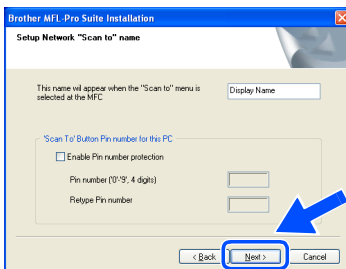 Brother MFL-Pro Suite Installation
Setup Network "Scan to" name
This name will appear when the "Scan to" menu is
selected at the MFC
Display Name
'Scan To' Button Pin number for this PC
Enable Pin number protection
Pin number ('0'-'9', 4 digits)
Retype Pin number
< Back
Next >
Cancel